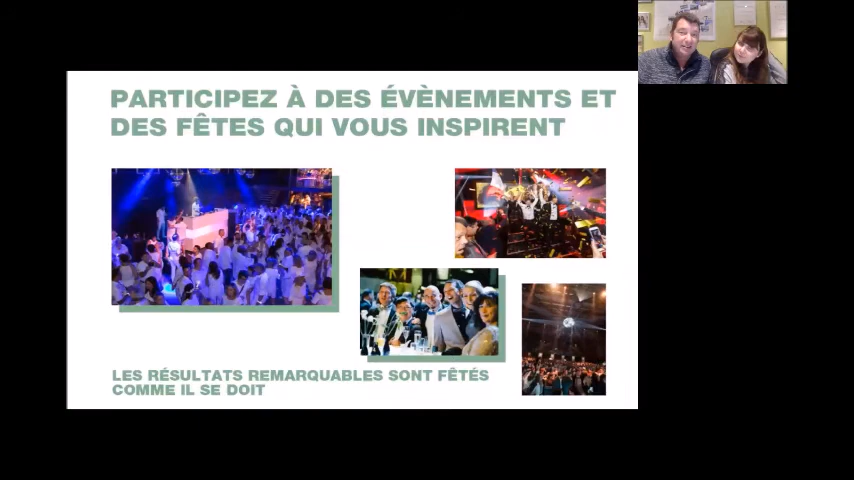 PARTICIPEZ À DES ÉVÈNEMENTS ET
DES FÊTES QUI VOUS INSPIRENT
LES RÉSULTATS REMARQUABLES SONT FÊTÉS
COMME IL SE DOIT